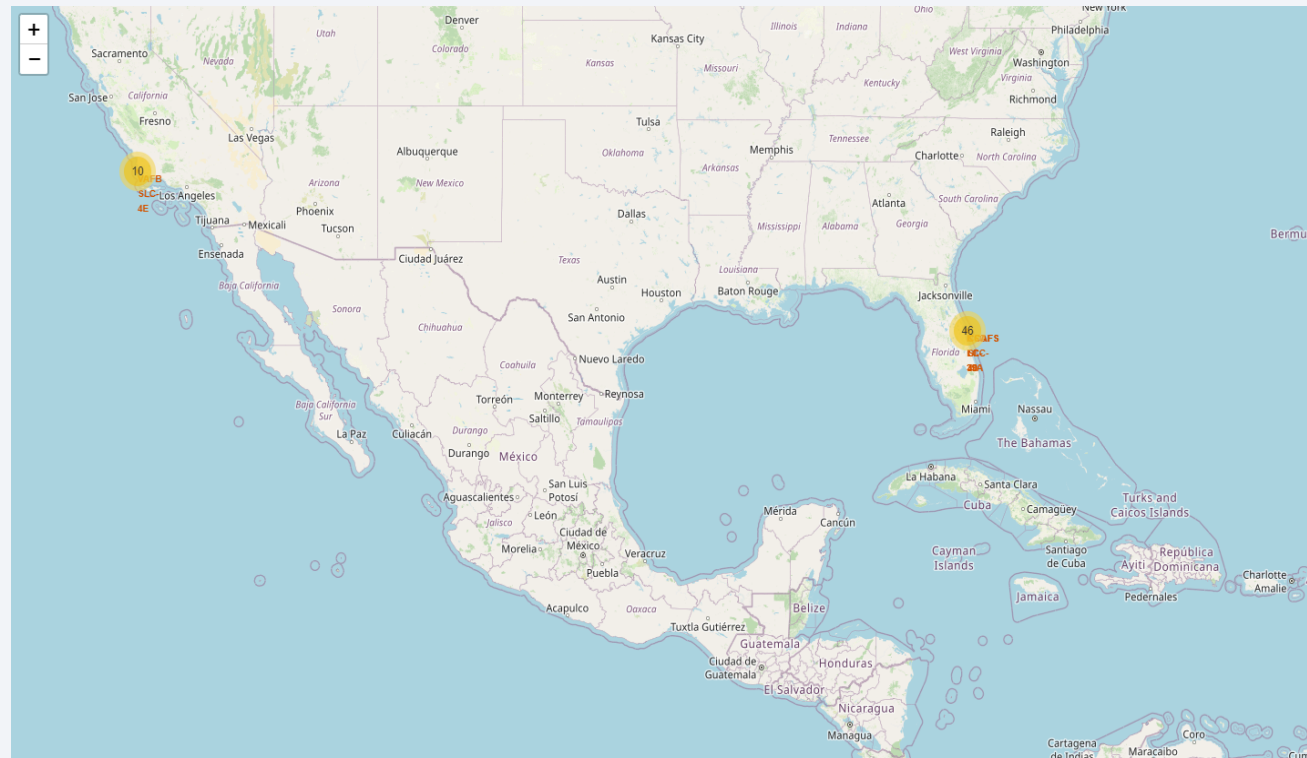 +
−
New York
Ohio
Denver
Illinois
Indiana
Philadelphia
Utah
Colorado
Kansas City
West Virginia
Washington
Sacramento
Nevada
Kansas
Missouri
Kentucky
Virginia
San Jose
California
Richmond
Fresno
Las Vegas
Tulsa
Raleigh
Tennessee
Albuquerque
Oklahoma
Memphis
Charlotte
North Carolina
10
Arkansas
Arizona
New Mexico
SLC-
Los Angeles
4E
South Carolina
Atlanta
Phoenix
Dallas
Tijuana
Mexicali
Tucson
Mississippi
Alabama
Georgia
Bermu
Ensenada
Ciudad Juárez
Texas
Louisiana
Baja California
Austin
Houston
Baton Rouge
Jacksonville
Sonora
San Antonio
Chihuahua
46
Florida
Nuevo Laredo
Coahuila
Reynosa
Torreón
Monterrey
Baja California
Sur
Saltillo
Tamaulipas
Miami
Nassau
La Paz
Culiacán
Durango
The Bahamas
Durango
México
La Habana
Santa Clara
Aguascalientes
San Luis
Potosí
Cuba
Turks and
Caicos Islands
Jalisco
León
Mérida
Cancún
Camagüey
Ciudad de
México
Morelia
Veracruz
Cayman
Islands
Santiago
de Cuba
República
Dominicana
Ayiti
Puebla
Charlotte
Amalie
Acapulco
Oaxaca
Belize
Jamaica
Pedernales
Tuxtla Gutiérrez
Guatemala
Ciudad de
Guatemala
Honduras
El Salvador
Nicaragua
Managua
Cartagena
de Indias
Maracaibo
Coro